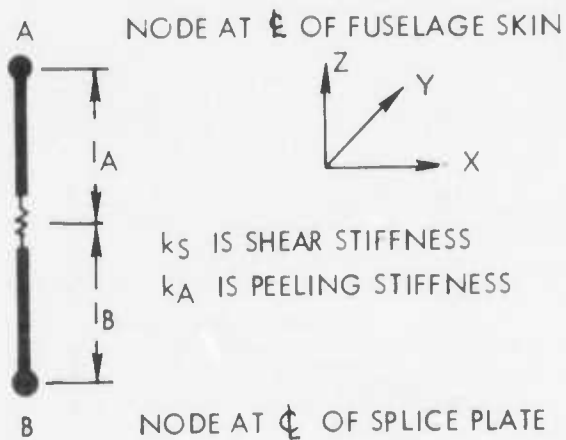 A NODE AT ℄ OF FUSELAGE SKIN
Z
Y
X
lA
kS IS SHEAR STIFFNESS
kA IS PEELING STIFFNESS
lB
B NODE AT ℄ OF SPLICE PLATE